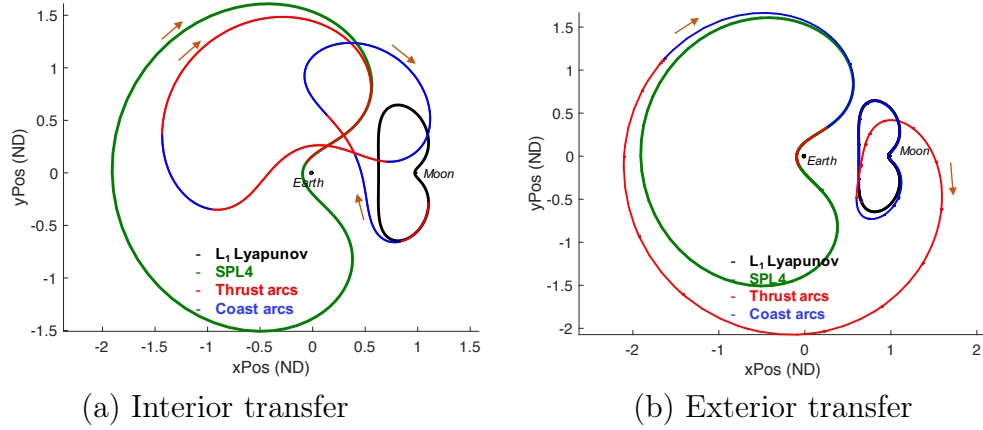 1.5
1
0.5
0
-0.5
-1
-1.5
yPos (ND)
Earth
Moon
- L₁ Lyapunov
- SPL4
- Thrust arcs
- Coast arcs
-2 -1.5 -1 -0.5 0 0.5 1 1.5
xPos (ND)
(a) Interior transfer
1.5
1
0.5
0
-0.5
-1
-1.5
-2
yPos (ND)
Earth
Moon
- L₁ Lyapunov
SPL4
- Thrust arcs
- Coast arcs
-2 -1 0 1 2
xPos (ND)
(b) Exterior transfer